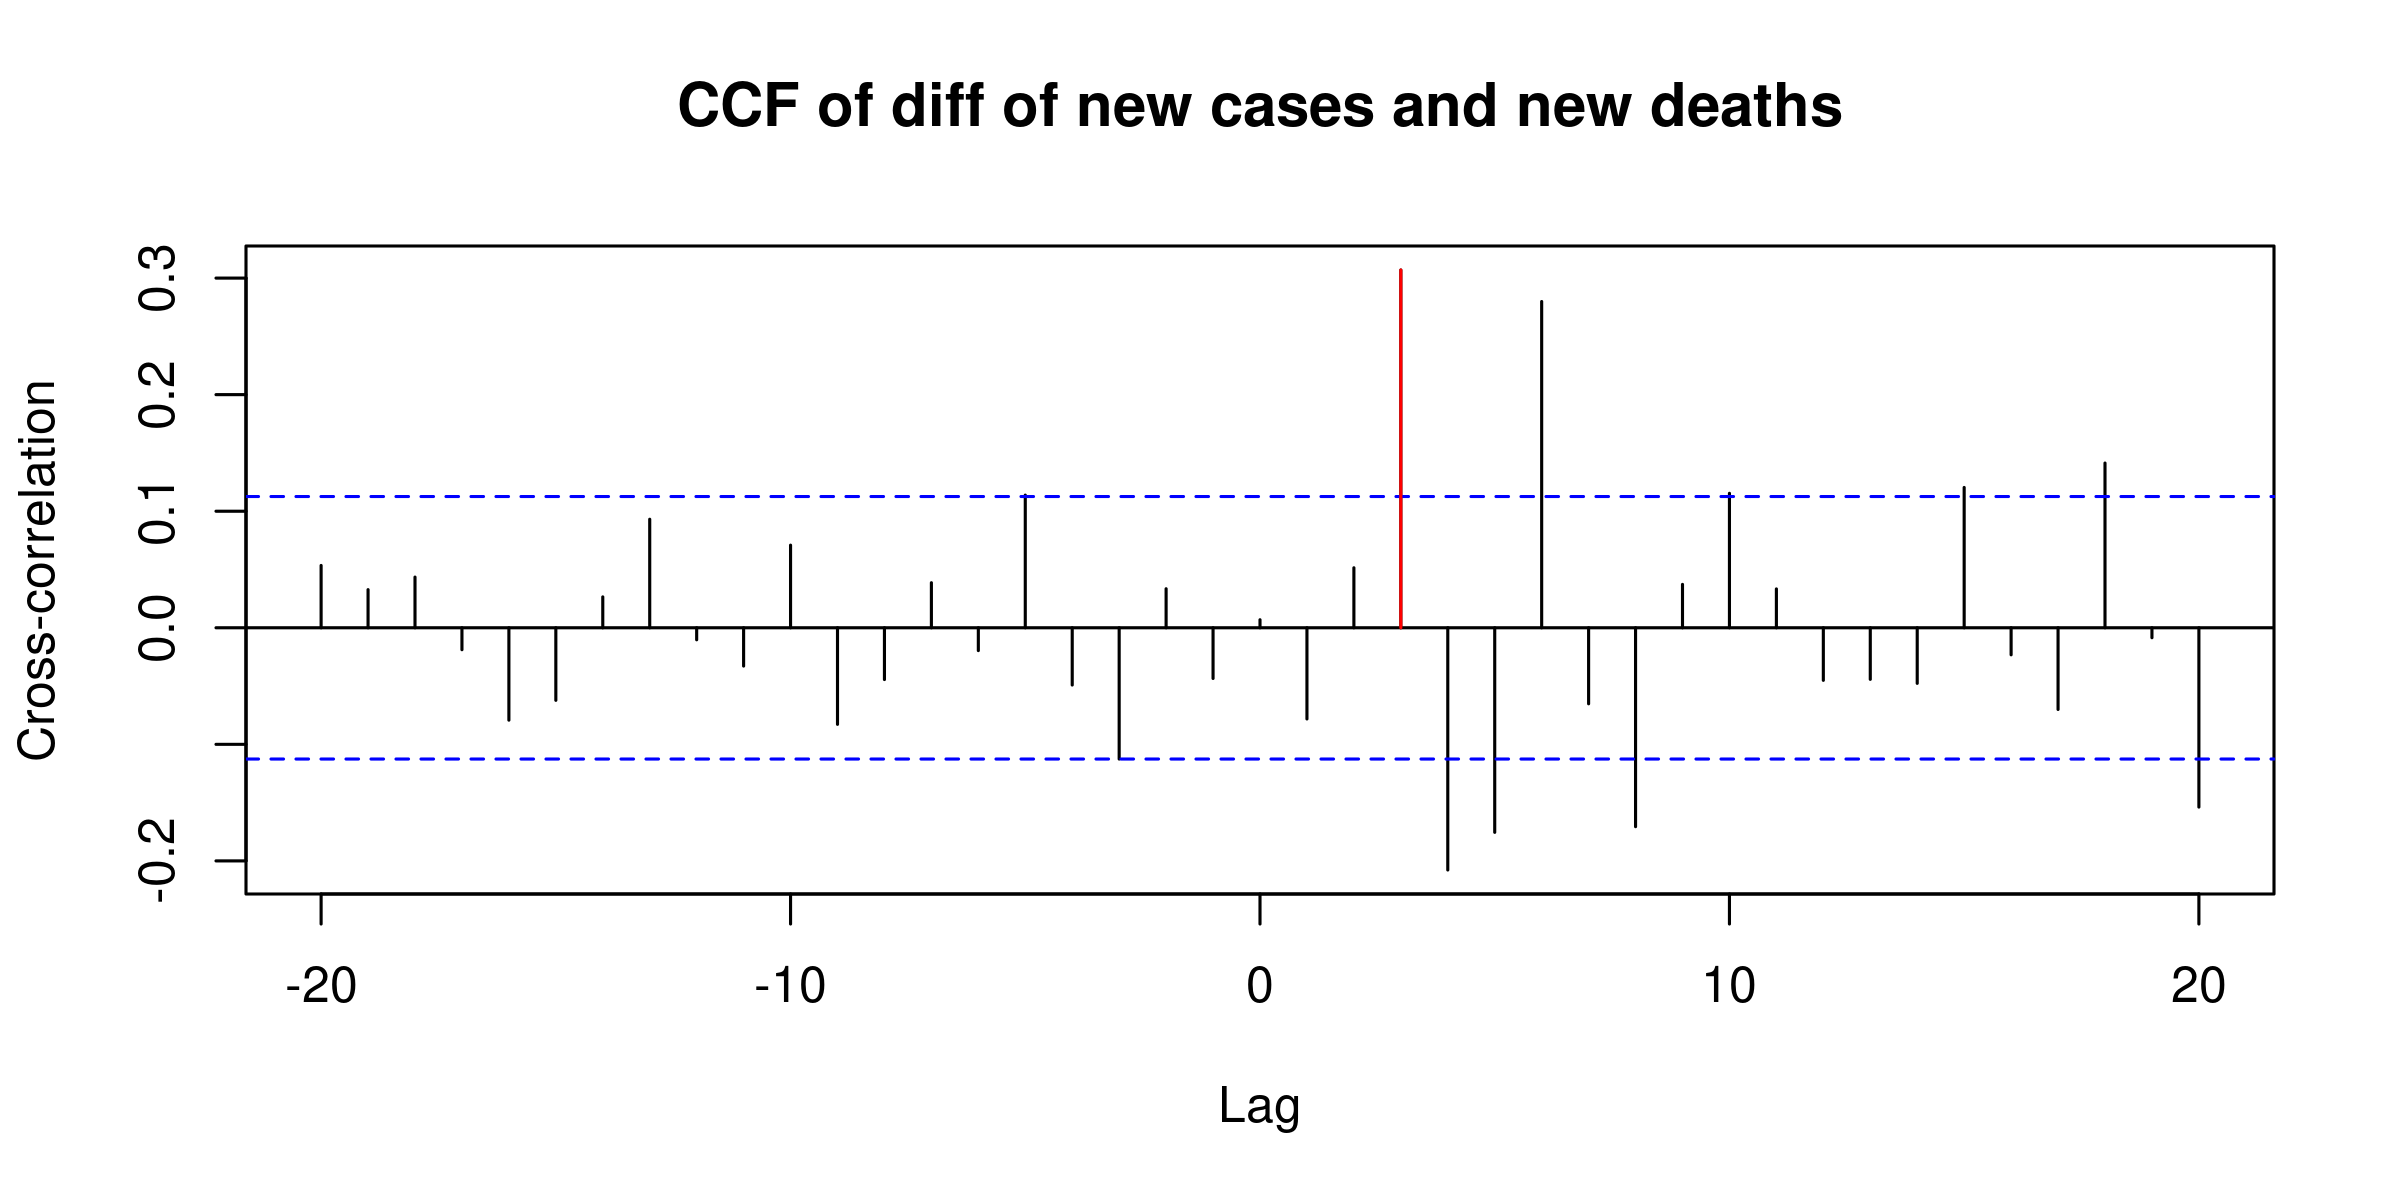 CCF of diff of new cases and new deaths
Cross-correlation
0.3
0.2
0.1
0.0
-0.2
-20 -10 0 10 20
Lag